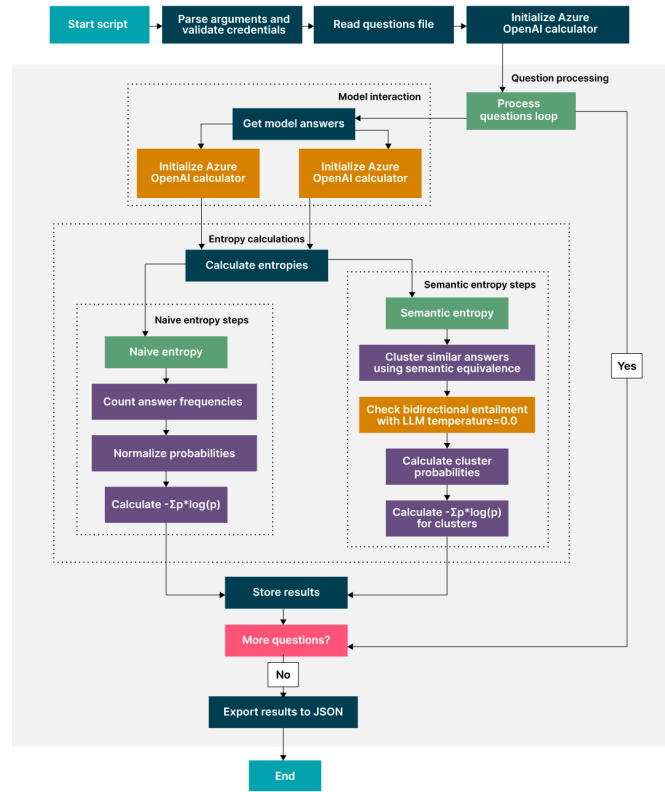 Start script
Parse arguments and
validate credentials
Read questions file
Initialize Azure
OpenAI calculator
Question processing
Process
questions loop
Model interaction
Get model answers
Initialize Azure
OpenAI calculator
Initialize Azure
OpenAI calculator
Entropy calculations
Calculate entropies
Naive entropy steps
Naive entropy
Count answer frequencies
Normalize probabilities
Calculate -Σp*log(p)
Semantic entropy steps
Semantic entropy
Cluster similar answers
using semantic equivalence
Check bidirectional entailment
with LLM temperature=0.0
Calculate cluster
probabilities
Calculate -Σp*log(p)
for clusters
Yes
Store results
More questions?
No
Export results to JSON
End